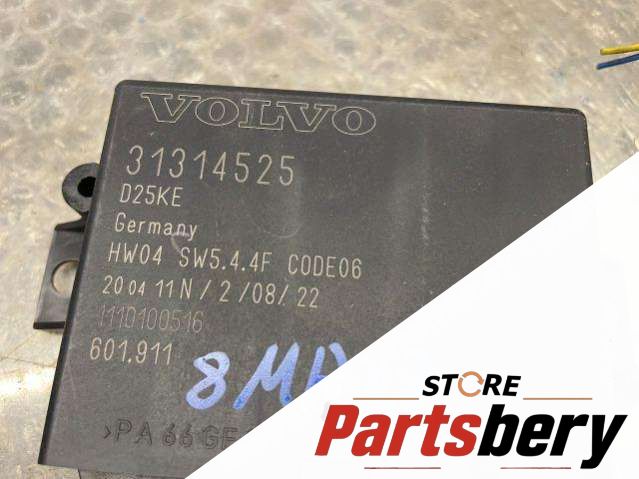 VOLVO
31314525
D25KE
Germany
HW04 SW5.4.4F CODE06
20 04 11 N / 2 / 08 / 22
1110100516
601.911
>PA 66 GF
STORE
Partsbery